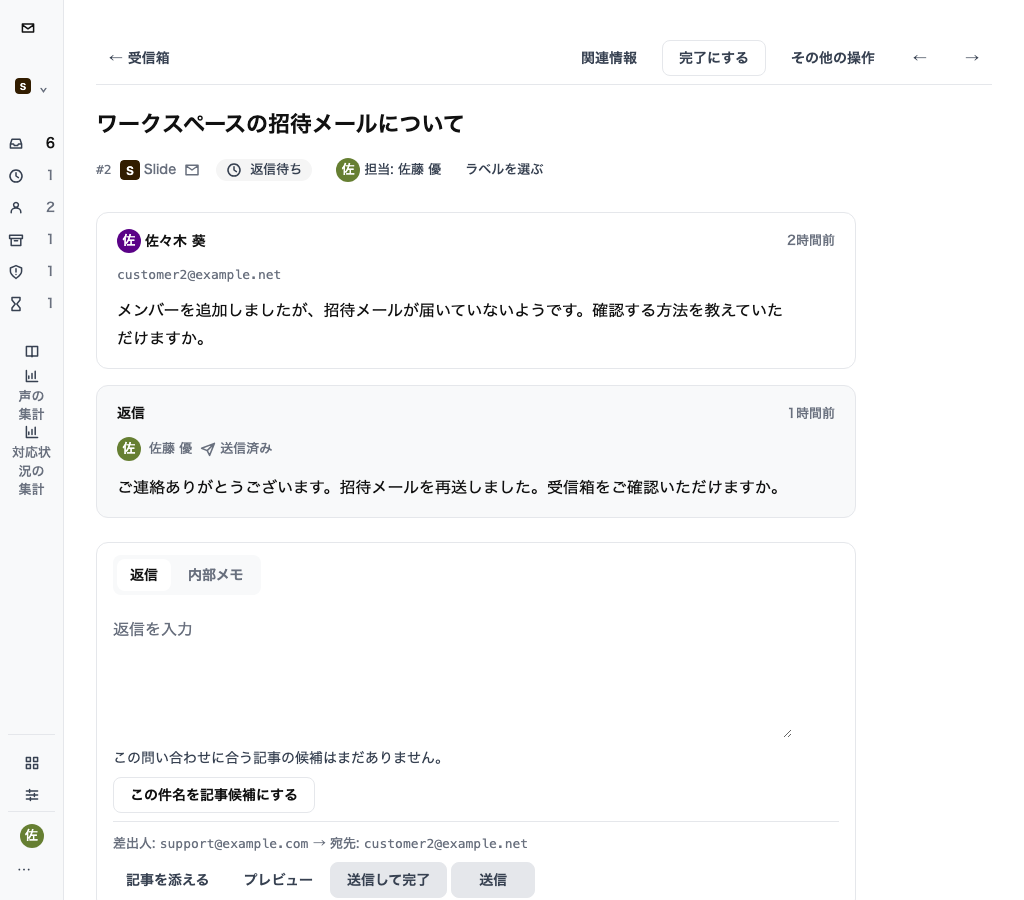 ← 受信箱
関連情報
完了にする
その他の操作
←
→
S
6
1
2
1
1
1
声の
集計
対応状
況の
集計
佐
…
ワークスペースの招待メールについて
#2 S Slide 返信待ち 佐 担当: 佐藤 優 ラベルを選ぶ
佐 佐々木 葵 2時間前
customer2@example.net
メンバーを追加しましたが、招待メールが届いていないようです。確認する方法を教えていた
だけますか。
返信 1時間前
佐 佐藤 優 送信済み
ご連絡ありがとうございます。招待メールを再送しました。受信箱をご確認いただけますか。
返信 内部メモ
返信を入力
この問い合わせに合う記事の候補はまだありません。
この件名を記事候補にする
差出人: support@example.com → 宛先: customer2@example.net
記事を添える プレビュー 送信して完了 送信